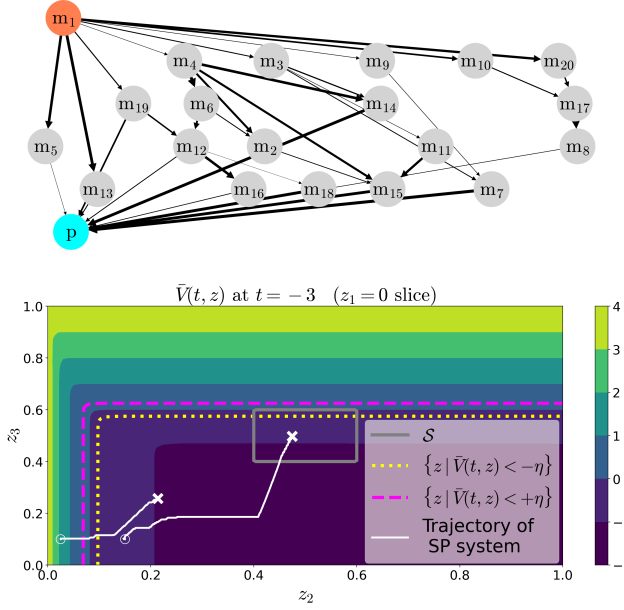 m₁
m₄
m₃
m₉
m₁₀
m₂₀
m₁₉
m₆
m₁₄
m₁₇
m₅
m₁₂
m₂
m₁₁
m₈
m₁₃
m₁₆
m₁₈
m₁₅
m₇
p
V̄(t, z) at t = −3 (z₁ = 0 slice)
1.0
0.8
0.6
0.4
0.2
0.0
z₃
0.0 0.2 0.4 0.6 0.8 1.0
z₂
S
{z | V̄(t, z) < −η}
{z | V̄(t, z) < +η}
Trajectory of
SP system
4
3
2
1
0